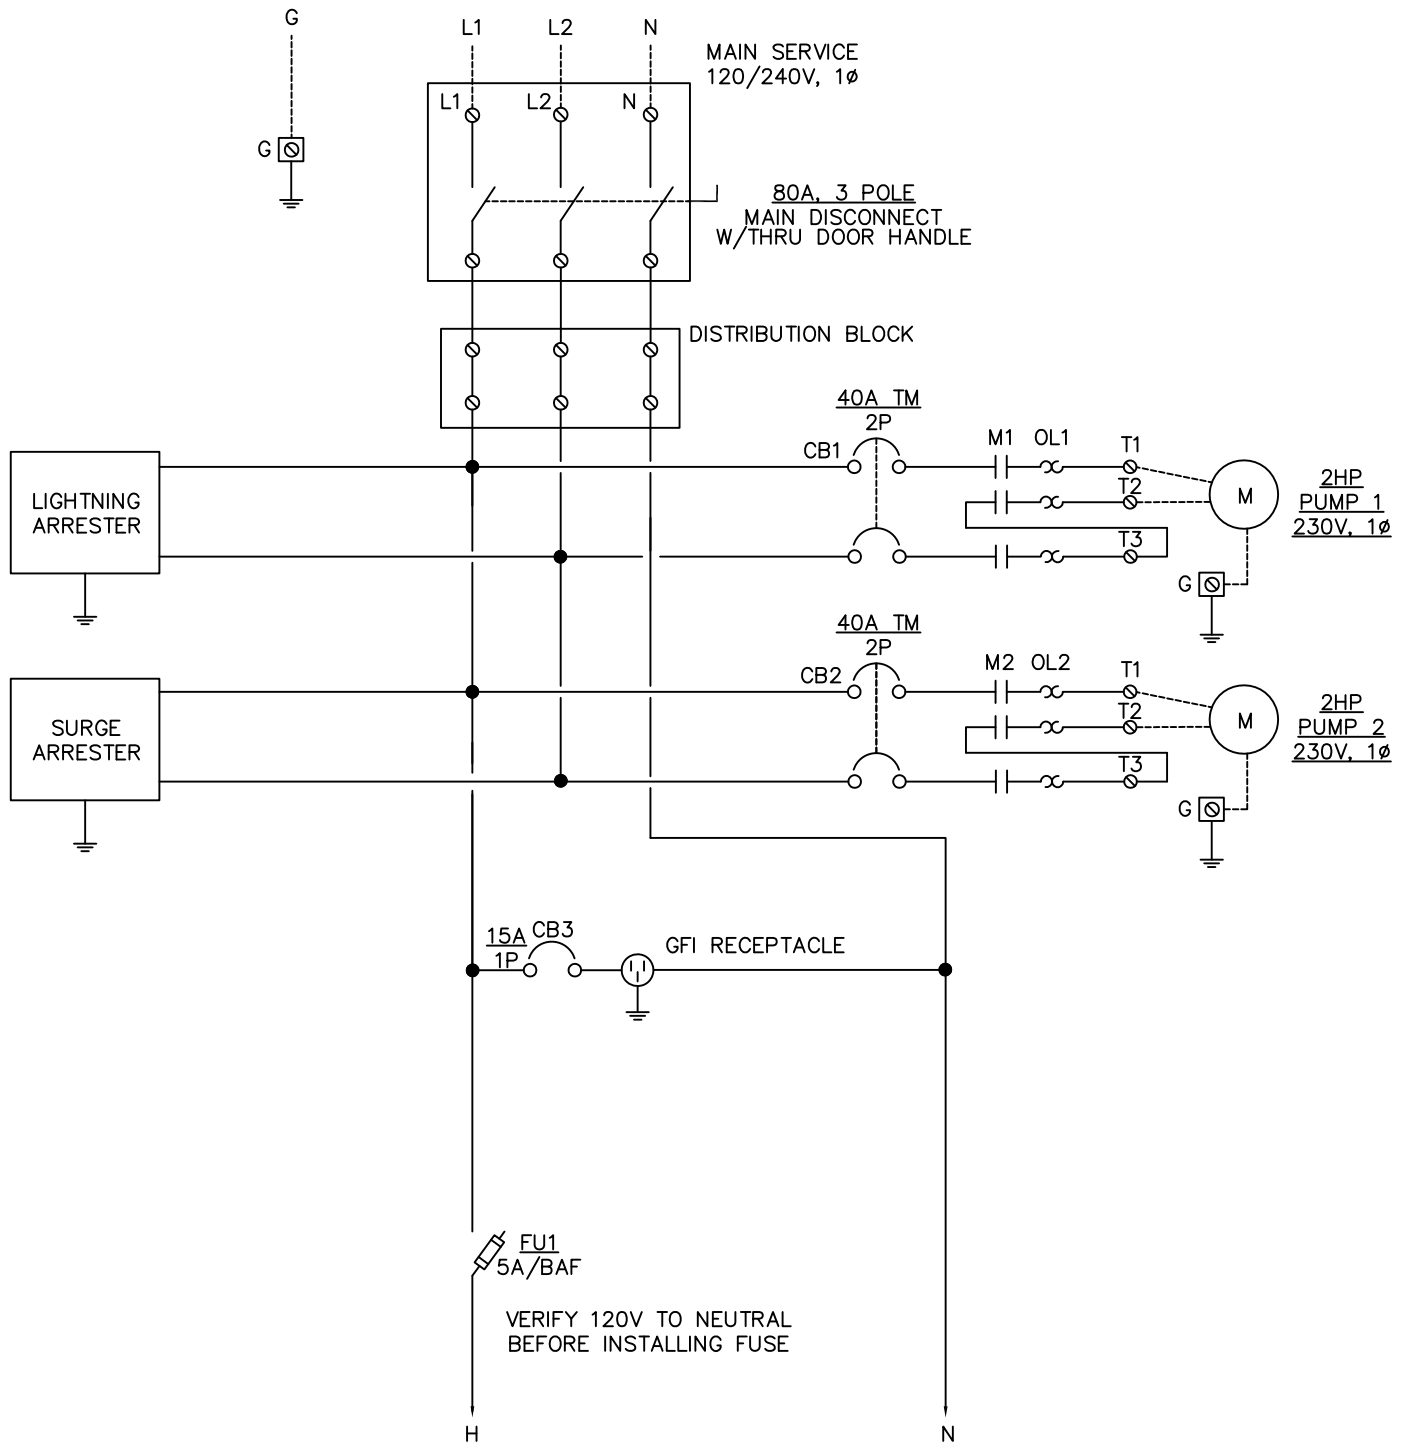 G
L1
L2
N
MAIN SERVICE
120/240V, 1ø
L1
L2
N
G
80A, 3 POLE
MAIN DISCONNECT
W/THRU DOOR HANDLE
DISTRIBUTION BLOCK
40A TM
2P
CB1
M1
OL1
T1
T2
T3
M
2HP
PUMP 1
230V, 1ø
G
LIGHTNING
ARRESTER
40A TM
2P
CB2
M2
OL2
T1
T2
T3
M
2HP
PUMP 2
230V, 1ø
G
SURGE
ARRESTER
15A
1P
CB3
GFI RECEPTACLE
FU1
5A/BAF
VERIFY 120V TO NEUTRAL
BEFORE INSTALLING FUSE
H
N